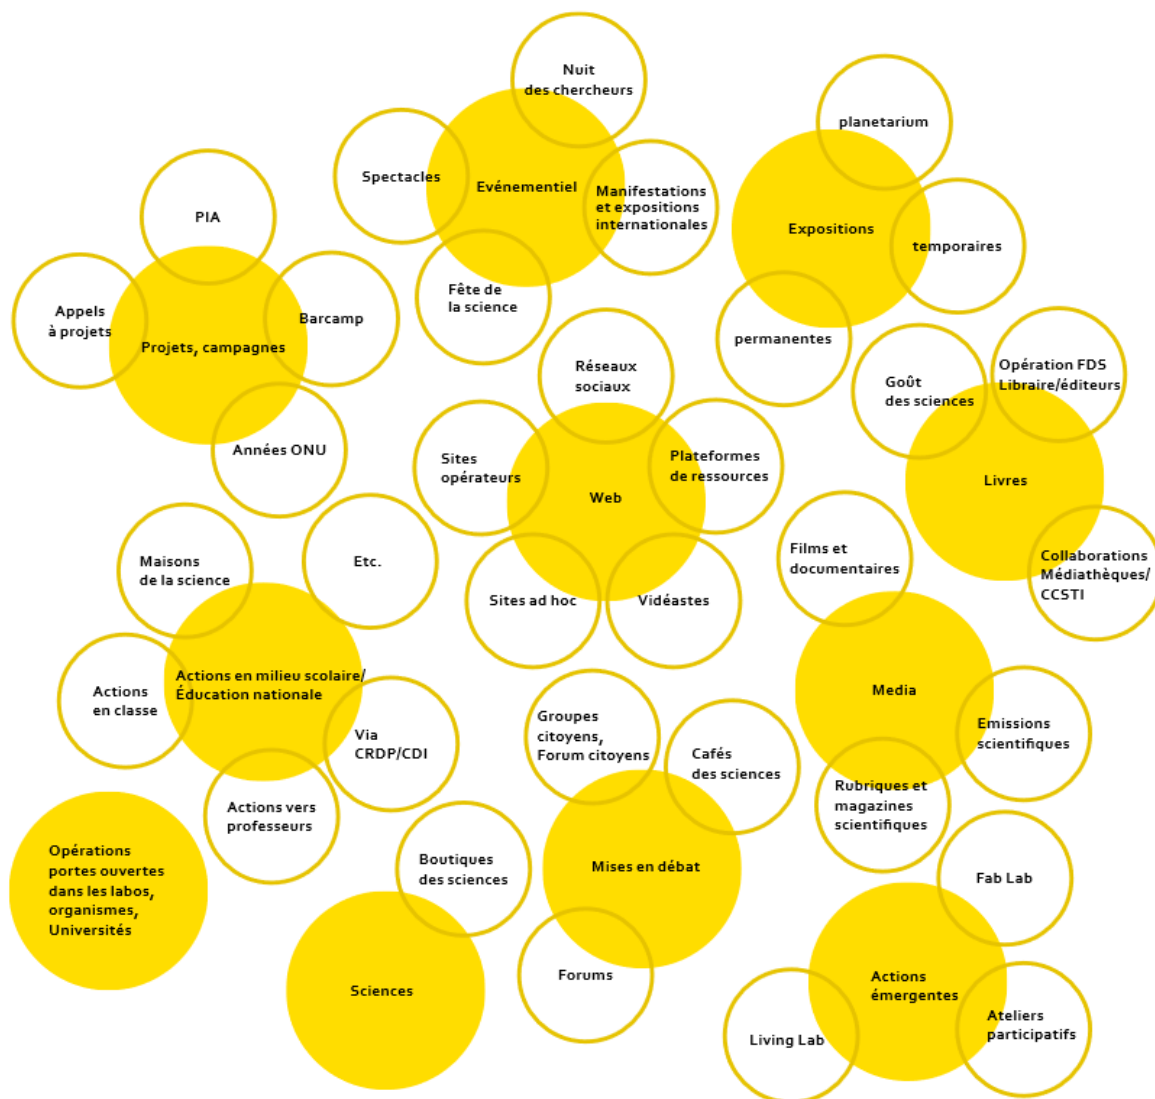 Nuit
des chercheurs
Spectacles
Evénementiel
Manifestations
et expositions
internationales
Fête de
la science
planetarium
Expositions
temporaires
permanentes
PIA
Appels
à projets
Barcamp
Projets, campagnes
Années ONU
Réseaux
sociaux
Sites
opérateurs
Plateformes
de ressources
Web
Sites ad hoc
Vidéastes
Goût
des sciences
Opération FDS
Libraire/éditeurs
Livres
Collaborations
Médiathèques/
CCSTI
Maisons
de la science
Etc.
Actions en milieu scolaire/
Éducation nationale
Actions
en classe
Via
CRDP/CDI
Actions vers
professeurs
Films et
documentaires
Media
Emissions
scientifiques
Rubriques et
magazines
scientifiques
Groupes
citoyens,
Forum citoyens
Cafés
des sciences
Mises en débat
Forums
Opérations
portes ouvertes
dans les labos,
organismes,
Universités
Boutiques
des sciences
Sciences
Fab Lab
Actions
émergentes
Living Lab
Ateliers
participatifs